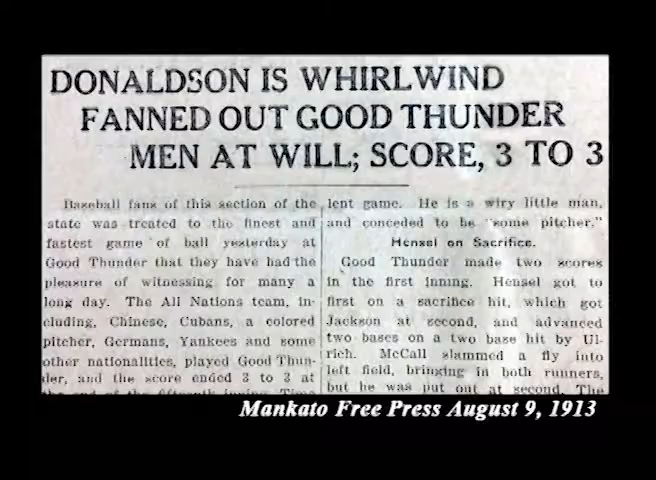 DONALDSON IS WHIRLWIND
FANNED OUT GOOD THUNDER
MEN AT WILL; SCORE, 3 TO 3
Baseball fans of this section of the
state was treated to the finest and
fastest game of ball yesterday at
Good Thunder that they have had the
pleasure of witnessing for many a
long day. The All Nations team, in-
cluding, Chinese, Cubans, a colored
pitcher, Germans, Yankees and some
other nationalities, played Good Thun-
der, and the score ended 3 to 3 at
the end of the fifteenth inning. Time
lent game. He is a wiry little man,
and conceded to be "some pitcher."
Hensel on Sacrifice.
Good Thunder made two scores
in the first inning. Hensel got to
first on a sacrifice hit, which got
Jackson at second, and advanced
two bases on a two base hit by Ul-
rich. McCall slammed a fly into
left field, bringing in both runners,
but he was put out at second. The
Mankato Free Press August 9, 1913